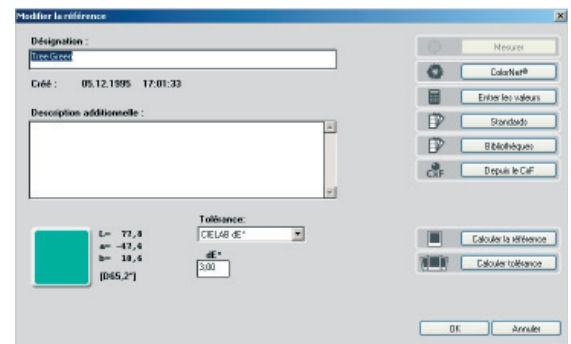 Modifier la référence
Désignation :
Tree Green
Créé : 05.12.1995 17:01:33
Description additionnelle :
Mesurer
ColorNet®
Entrer les valeurs
Standards
Bibliothèques
CxF Depuis le CxF
Tolérance:
CIELAB dE*
L= 77,8
a= -47,4
b= 10,6
(D65,2°)
dE*
3,00
Calculer la référence
Calculer tolérance
OK Annuler